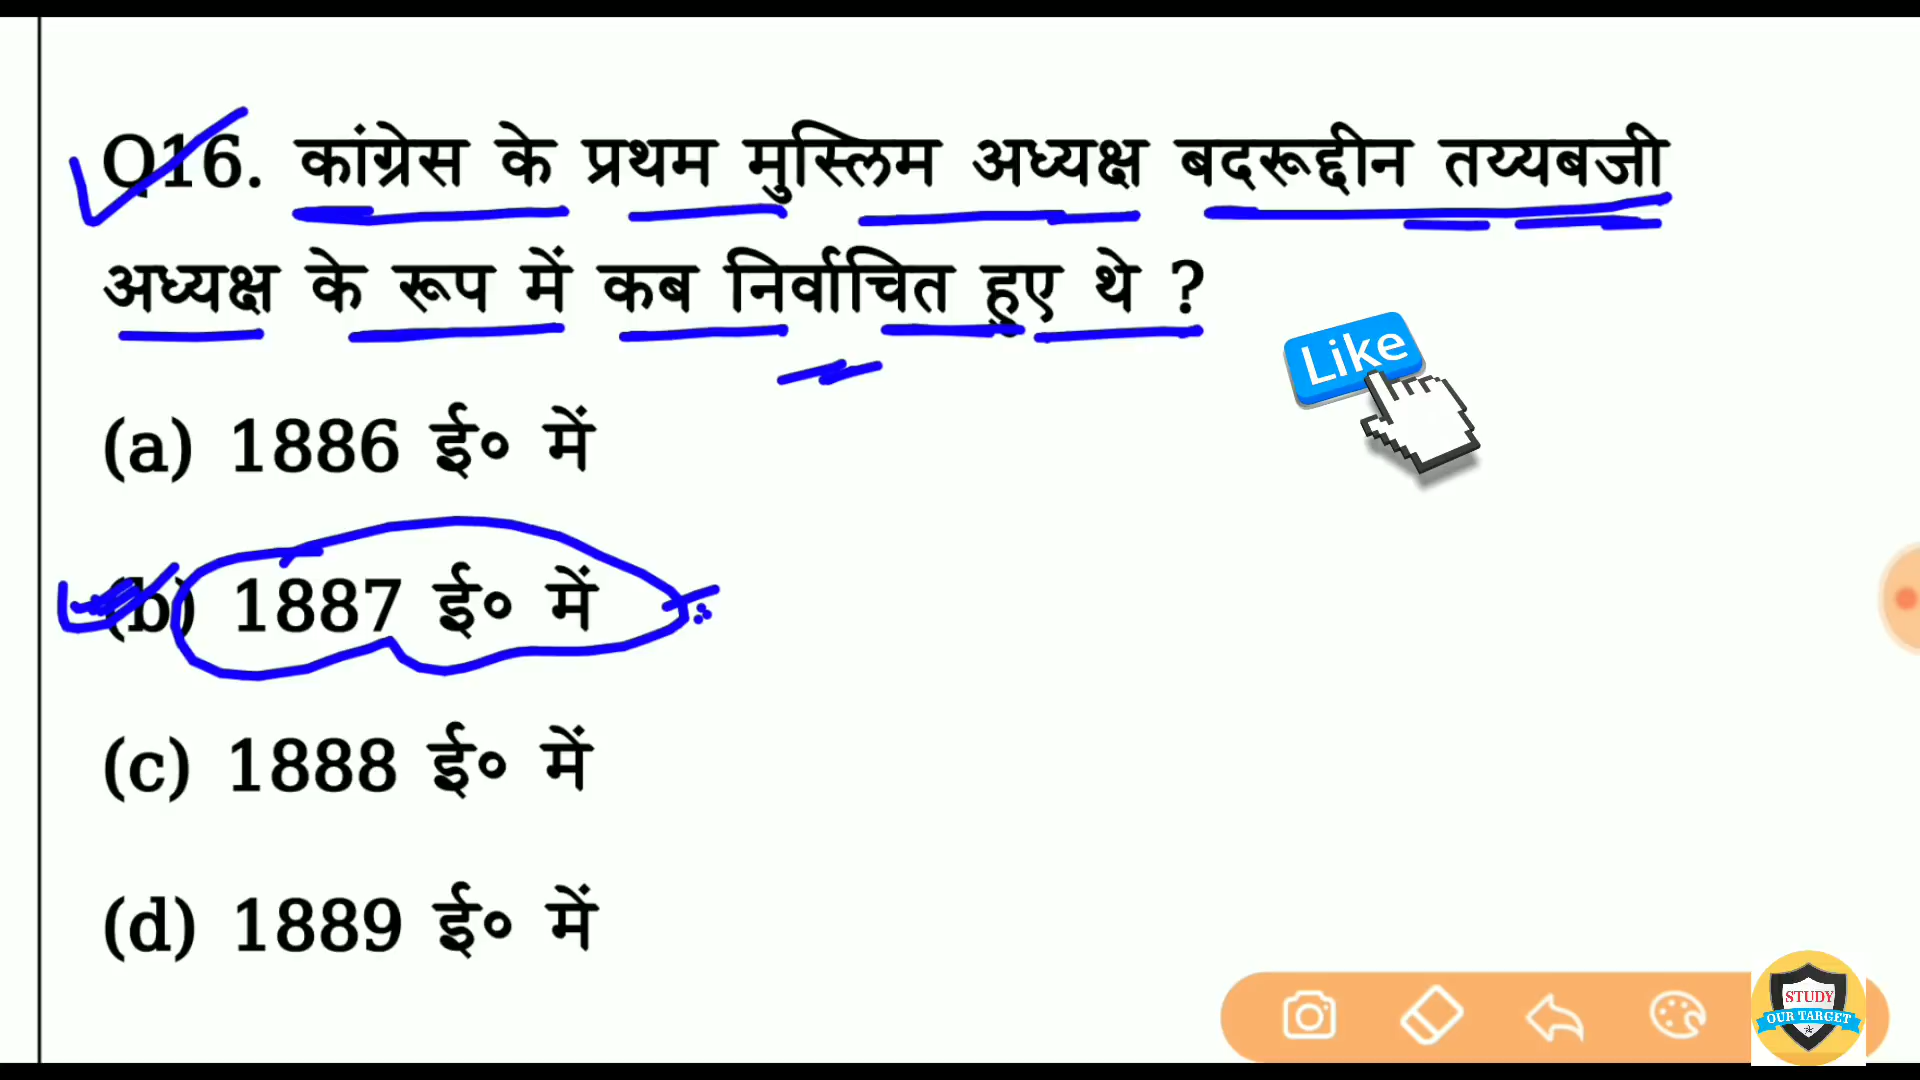 Q16. कांग्रेस के प्रथम मुस्लिम अध्यक्ष बदरूद्दीन तय्यबजी
अध्यक्ष के रूप में कब निर्वाचित हुए थे ?
Like
(a) 1886 ई० में
(b) 1887 ई० में
(c) 1888 ई० में
(d) 1889 ई० में
STUDY
OUR TARGET